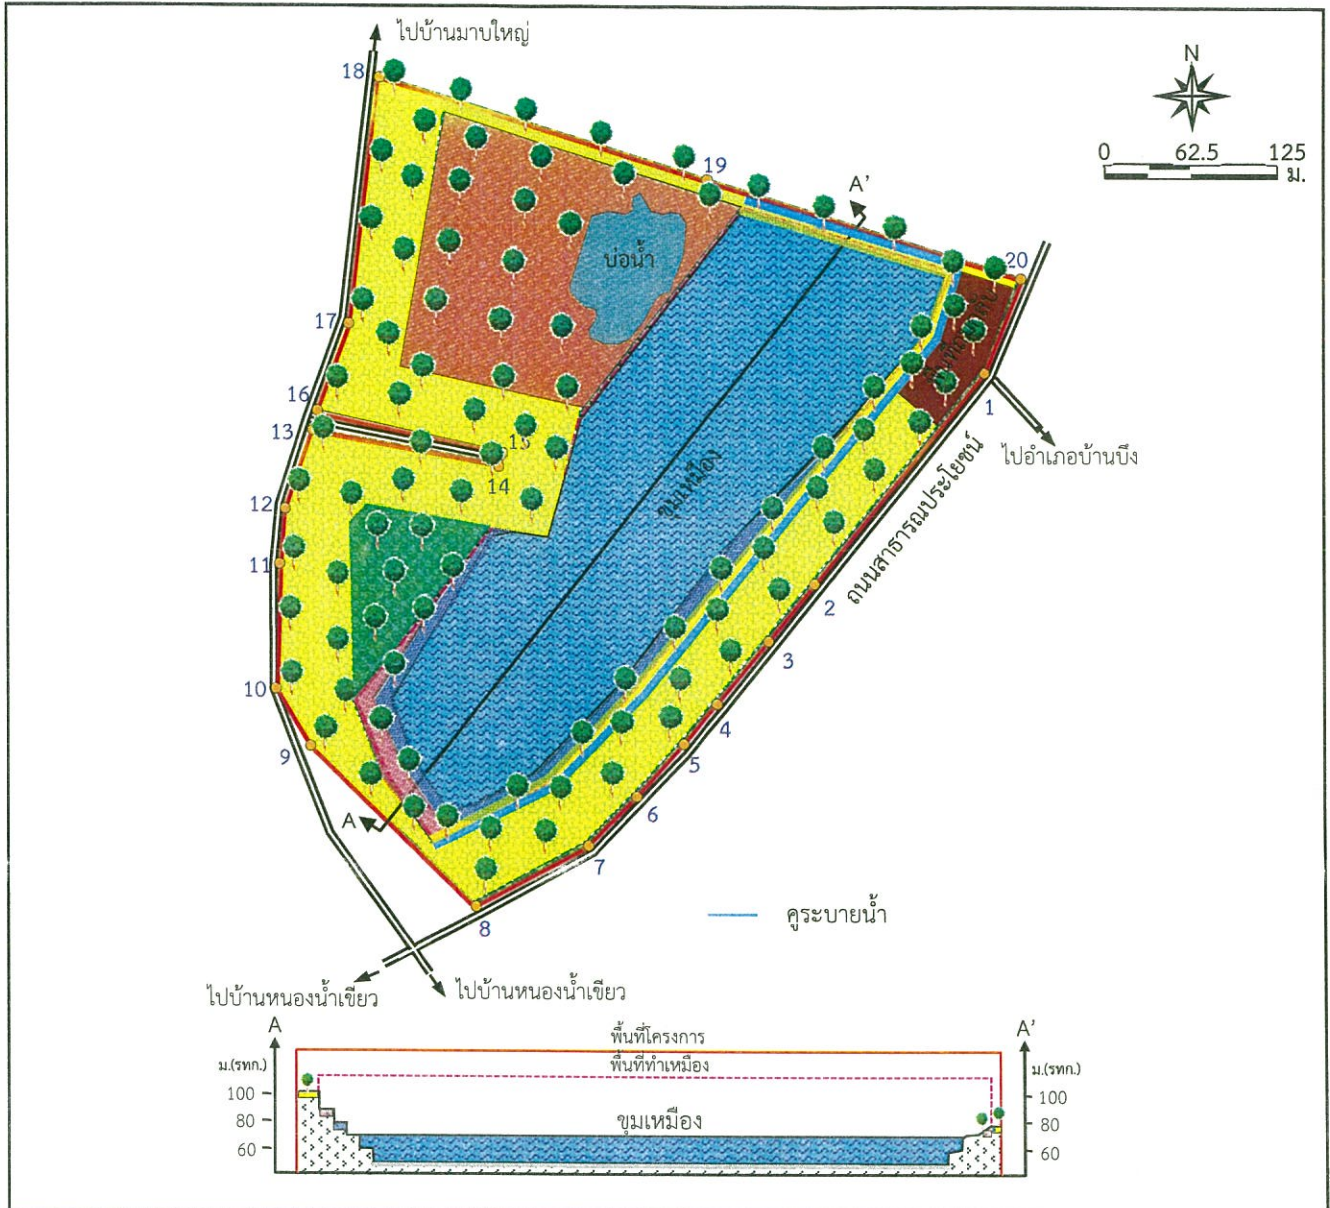 ไปบ้านมาบใหญ่
18
N
0 62.5 125
ม.
19
A'
บ่อน้ำ
20
17
16
13
15
14
1
ไปอำเภอบ้านบึง
ขุมเหมือง
ถนนสาธารณประโยชน์
12
11
2
3
10
4
9
5
6
A
7
8
คูระบายน้ำ
ไปบ้านหนองน้ำเขียว
ไปบ้านหนองน้ำเขียว
A
A'
พื้นที่โครงการ
พื้นที่ทำเหมือง
ม.(รทก.)
ม.(รทก.)
ขุมเหมือง
100
80
60
100
80
60